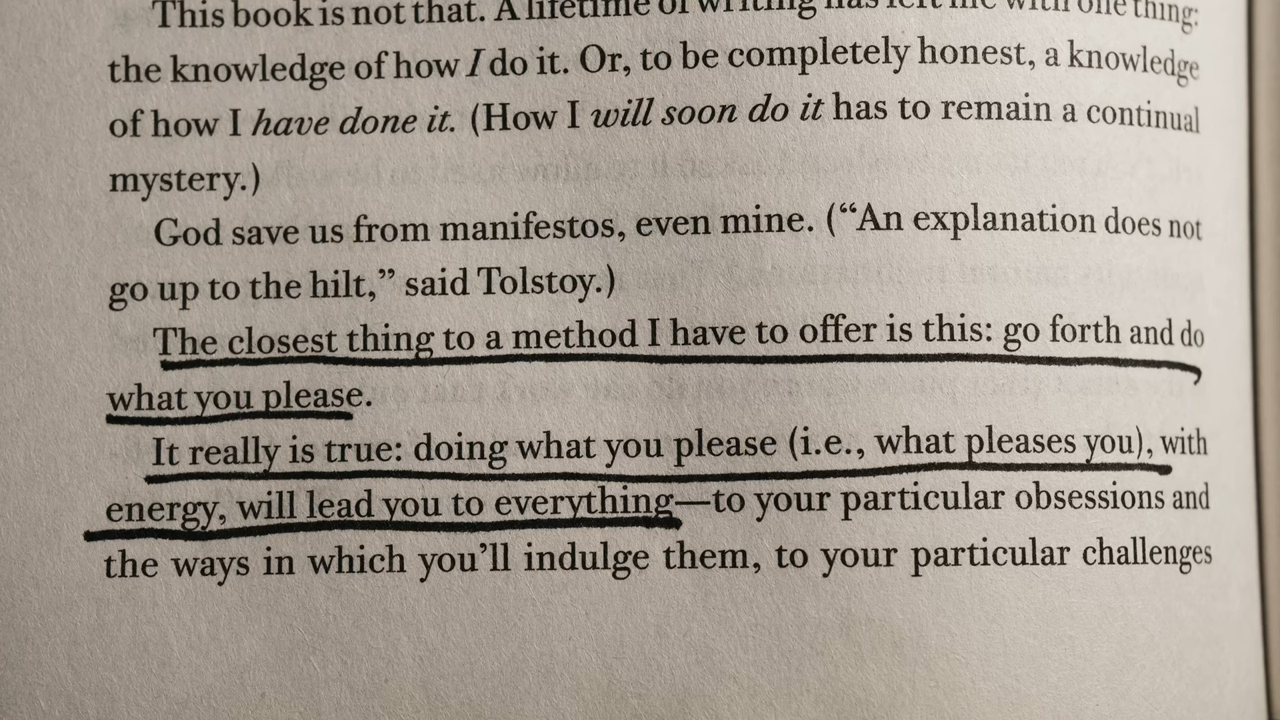 This book is not that. A lifetime of writing has left me with one thing:
the knowledge of how I do it. Or, to be completely honest, a knowledge
of how I have done it. (How I will soon do it has to remain a continual
mystery.)
God save us from manifestos, even mine. (“An explanation does not
go up to the hilt,” said Tolstoy.)
The closest thing to a method I have to offer is this: go forth and do
what you please.
It really is true: doing what you please (i.e., what pleases you), with
energy, will lead you to everything—to your particular obsessions and
the ways in which you’ll indulge them, to your particular challenges